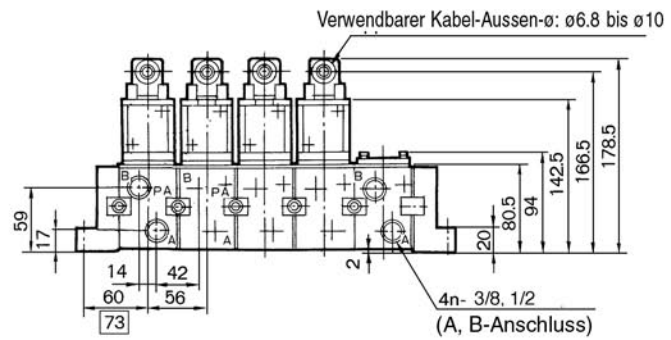 Verwendbarer Kabel-Aussen-ø: ø6.8 bis ø10
B
B
PA
PA
A
A
A
59
17
14
42
60
56
73
2
20
80.5
94
142.5
166.5
178.5
4n- 3/8, 1/2
(A, B-Anschluss)